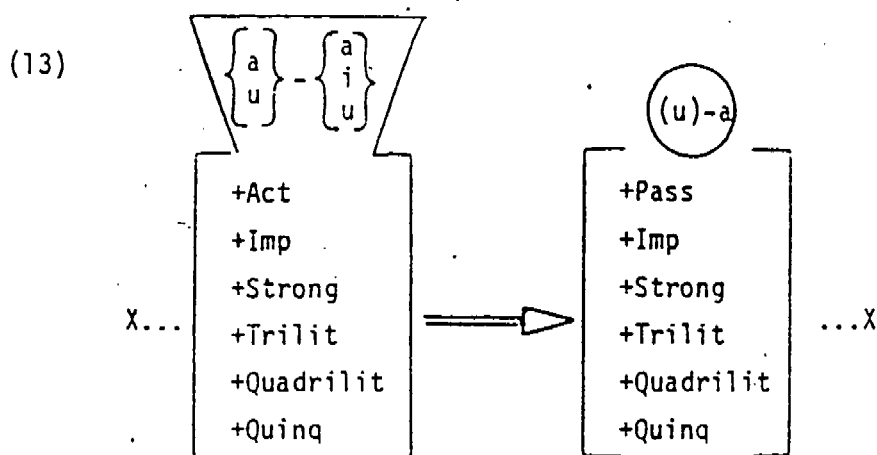 (13)
{a u} - {a i u}
(u)-a
+Act +Pass
+Imp +Imp
+Strong +Strong
X... +Trilit +Trilit ...X
+Quadrilit +Quadrilit
+Quinq +Quinq